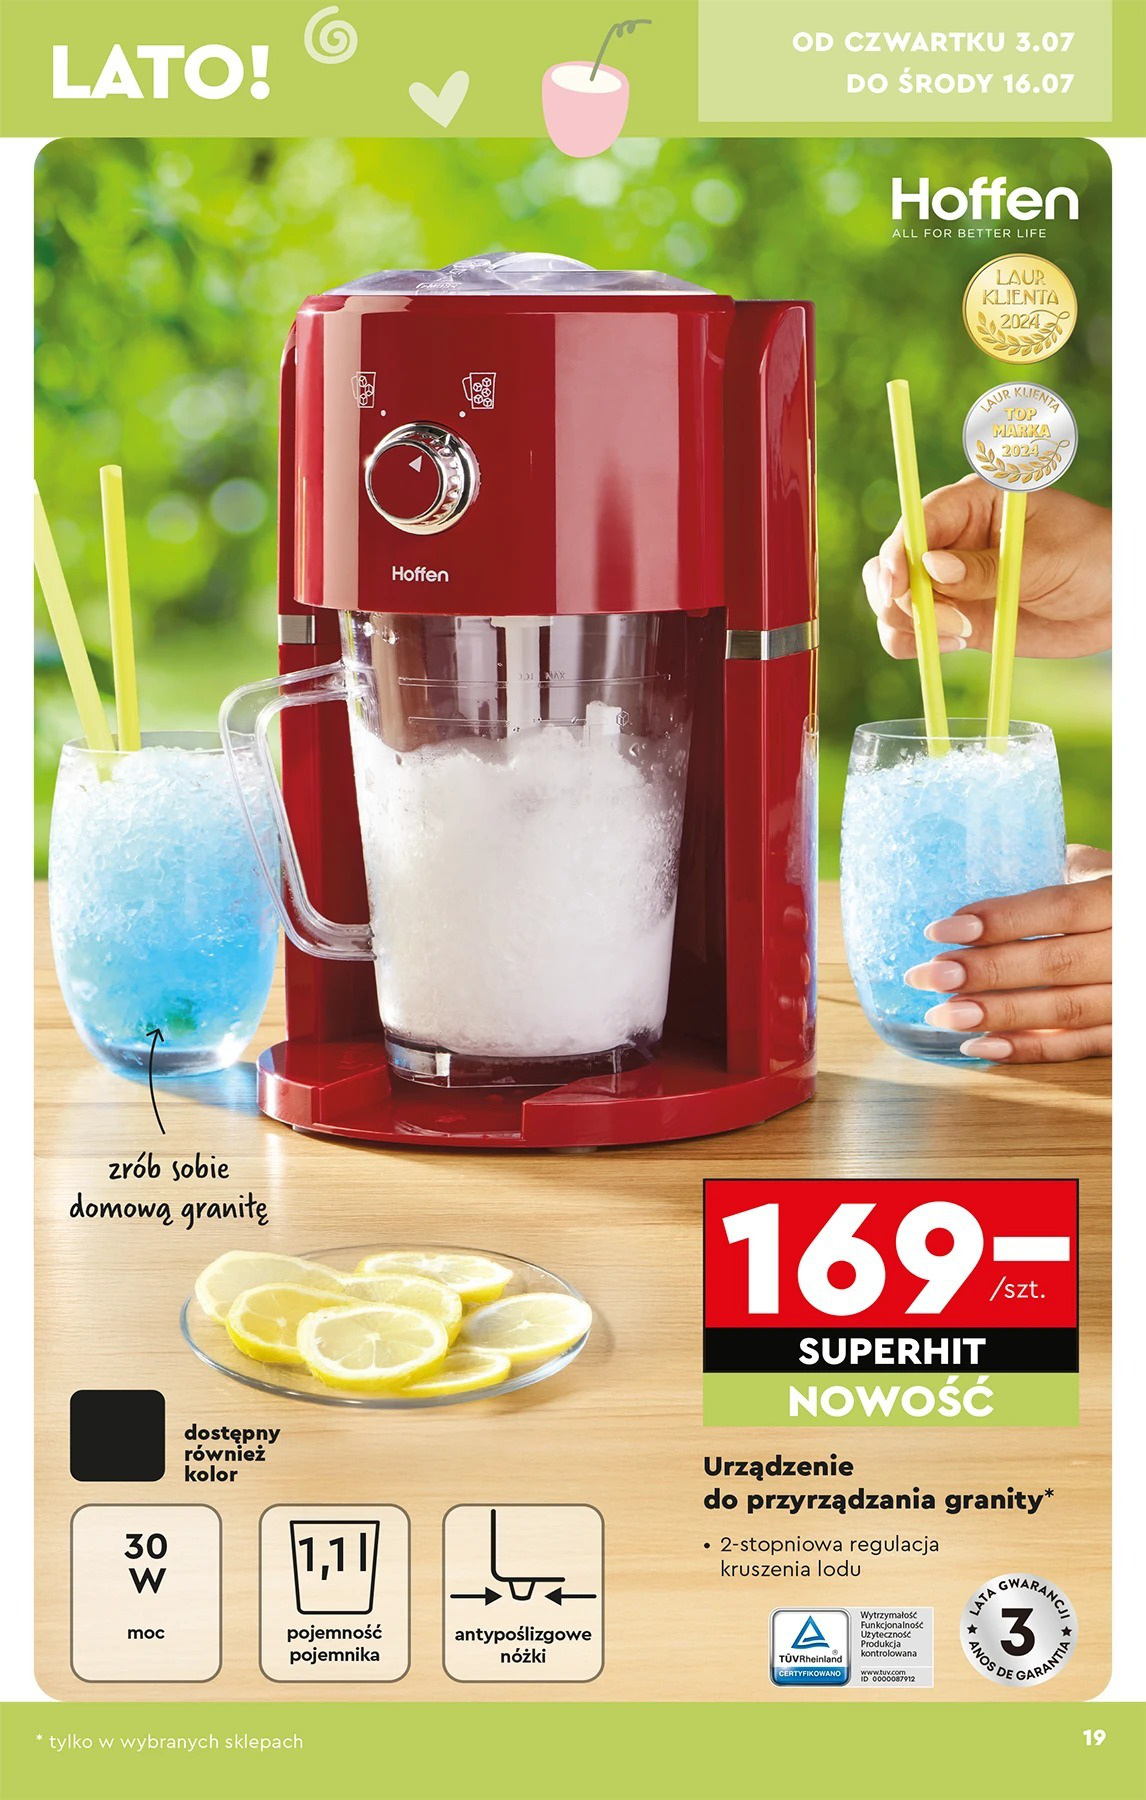 LATO!
OD CZWARTKU 3.07
DO ŚRODY 16.07
Hoffen
ALL FOR BETTER LIFE
LAUR
KLIENTA
2024
LAUR KLIENTA
TOP
MARKA
2024
Hoffen
MAX
zrób sobie
domową granitę
169–
/szt.
SUPERHIT
NOWOŚĆ
dostępny
również
kolor
30
W
moc
1,1 l
pojemność
pojemnika
antypoślizgowe
nóżki
Urządzenie
do przyrządzania granity*
• 2-stopniowa regulacja
kruszenia lodu
TÜVRheinland
CERTYFIKOWANO
Wytrzymałość
Funkcjonalność
Użyteczność
Produkcja
kontrolowana
www.tuv.com
ID 0000087912
LATA GWARANCJI
3
ANOS DE GARANTIA
* tylko w wybranych sklepach
19